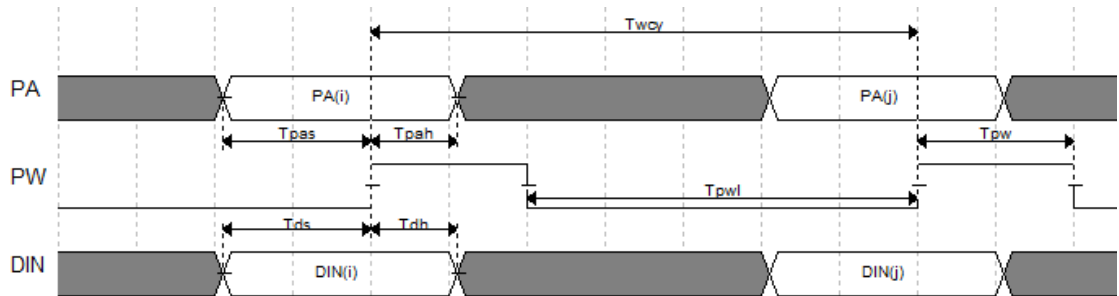 Twcy
PA
PA(i)
PA(j)
Tpas
Tpah
Tpw
PW
Tpwl
Tds
Tdh
DIN
DIN(i)
DIN(j)